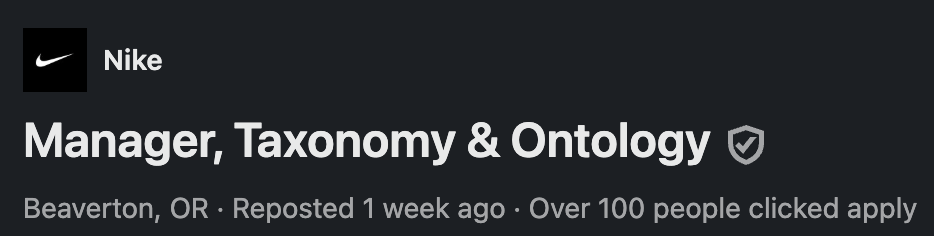 Nike
Manager, Taxonomy & Ontology
Beaverton, OR · Reposted 1 week ago · Over 100 people clicked apply